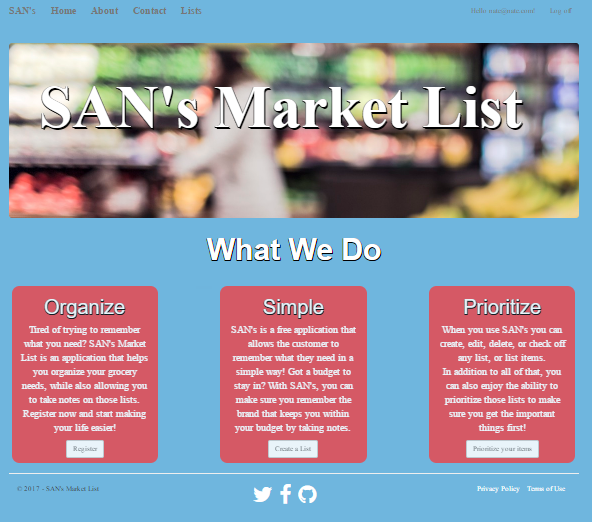 SAN's Home About Contact Lists Hello nate@nate.com! Log off
SAN's Market List
What We Do
Organize
Tired of trying to remember
what you need? SAN's Market
List is an application that helps
you organize your grocery
needs, while also allowing you
to take notes on those lists.
Register now and start making
your life easier!
Register
Simple
SAN's is a free application that
allows the customer to
remember what they need in a
simple way! Got a budget to
stay in? With SAN's, you can
make sure you remember the
brand that keeps you within
your budget by taking notes.
Create a List
Prioritize
When you use SAN's you can
create, edit, delete, or check off
any list, or list items.
In addition to all of that, you
can also enjoy the ability to
prioritize those lists to make
sure you get the important
things first!
Prioritize your items
© 2017 - SAN's Market List
Privacy Policy Terms of Use